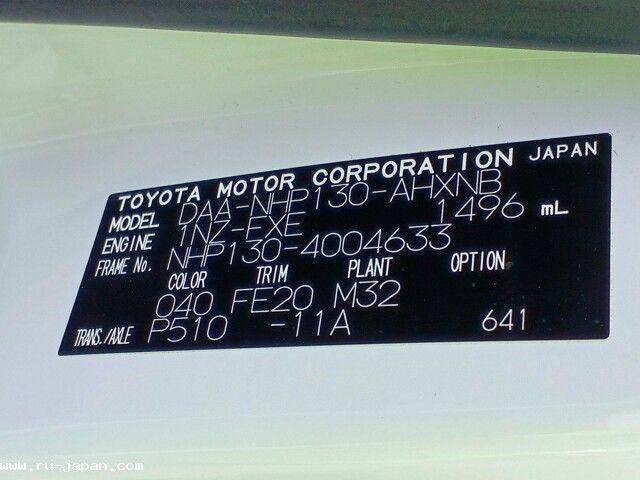 TOYOTA MOTOR CORPORATION JAPAN
MODEL DAA-NHP130-AHXNB
ENGINE 1NZ-EXE 1496 mL
FRAME No. NHP130-4004633
COLOR TRIM PLANT OPTION
040 FE20 M32
TRANS./AXLE P510 -11A 641
www.ru-japan.com